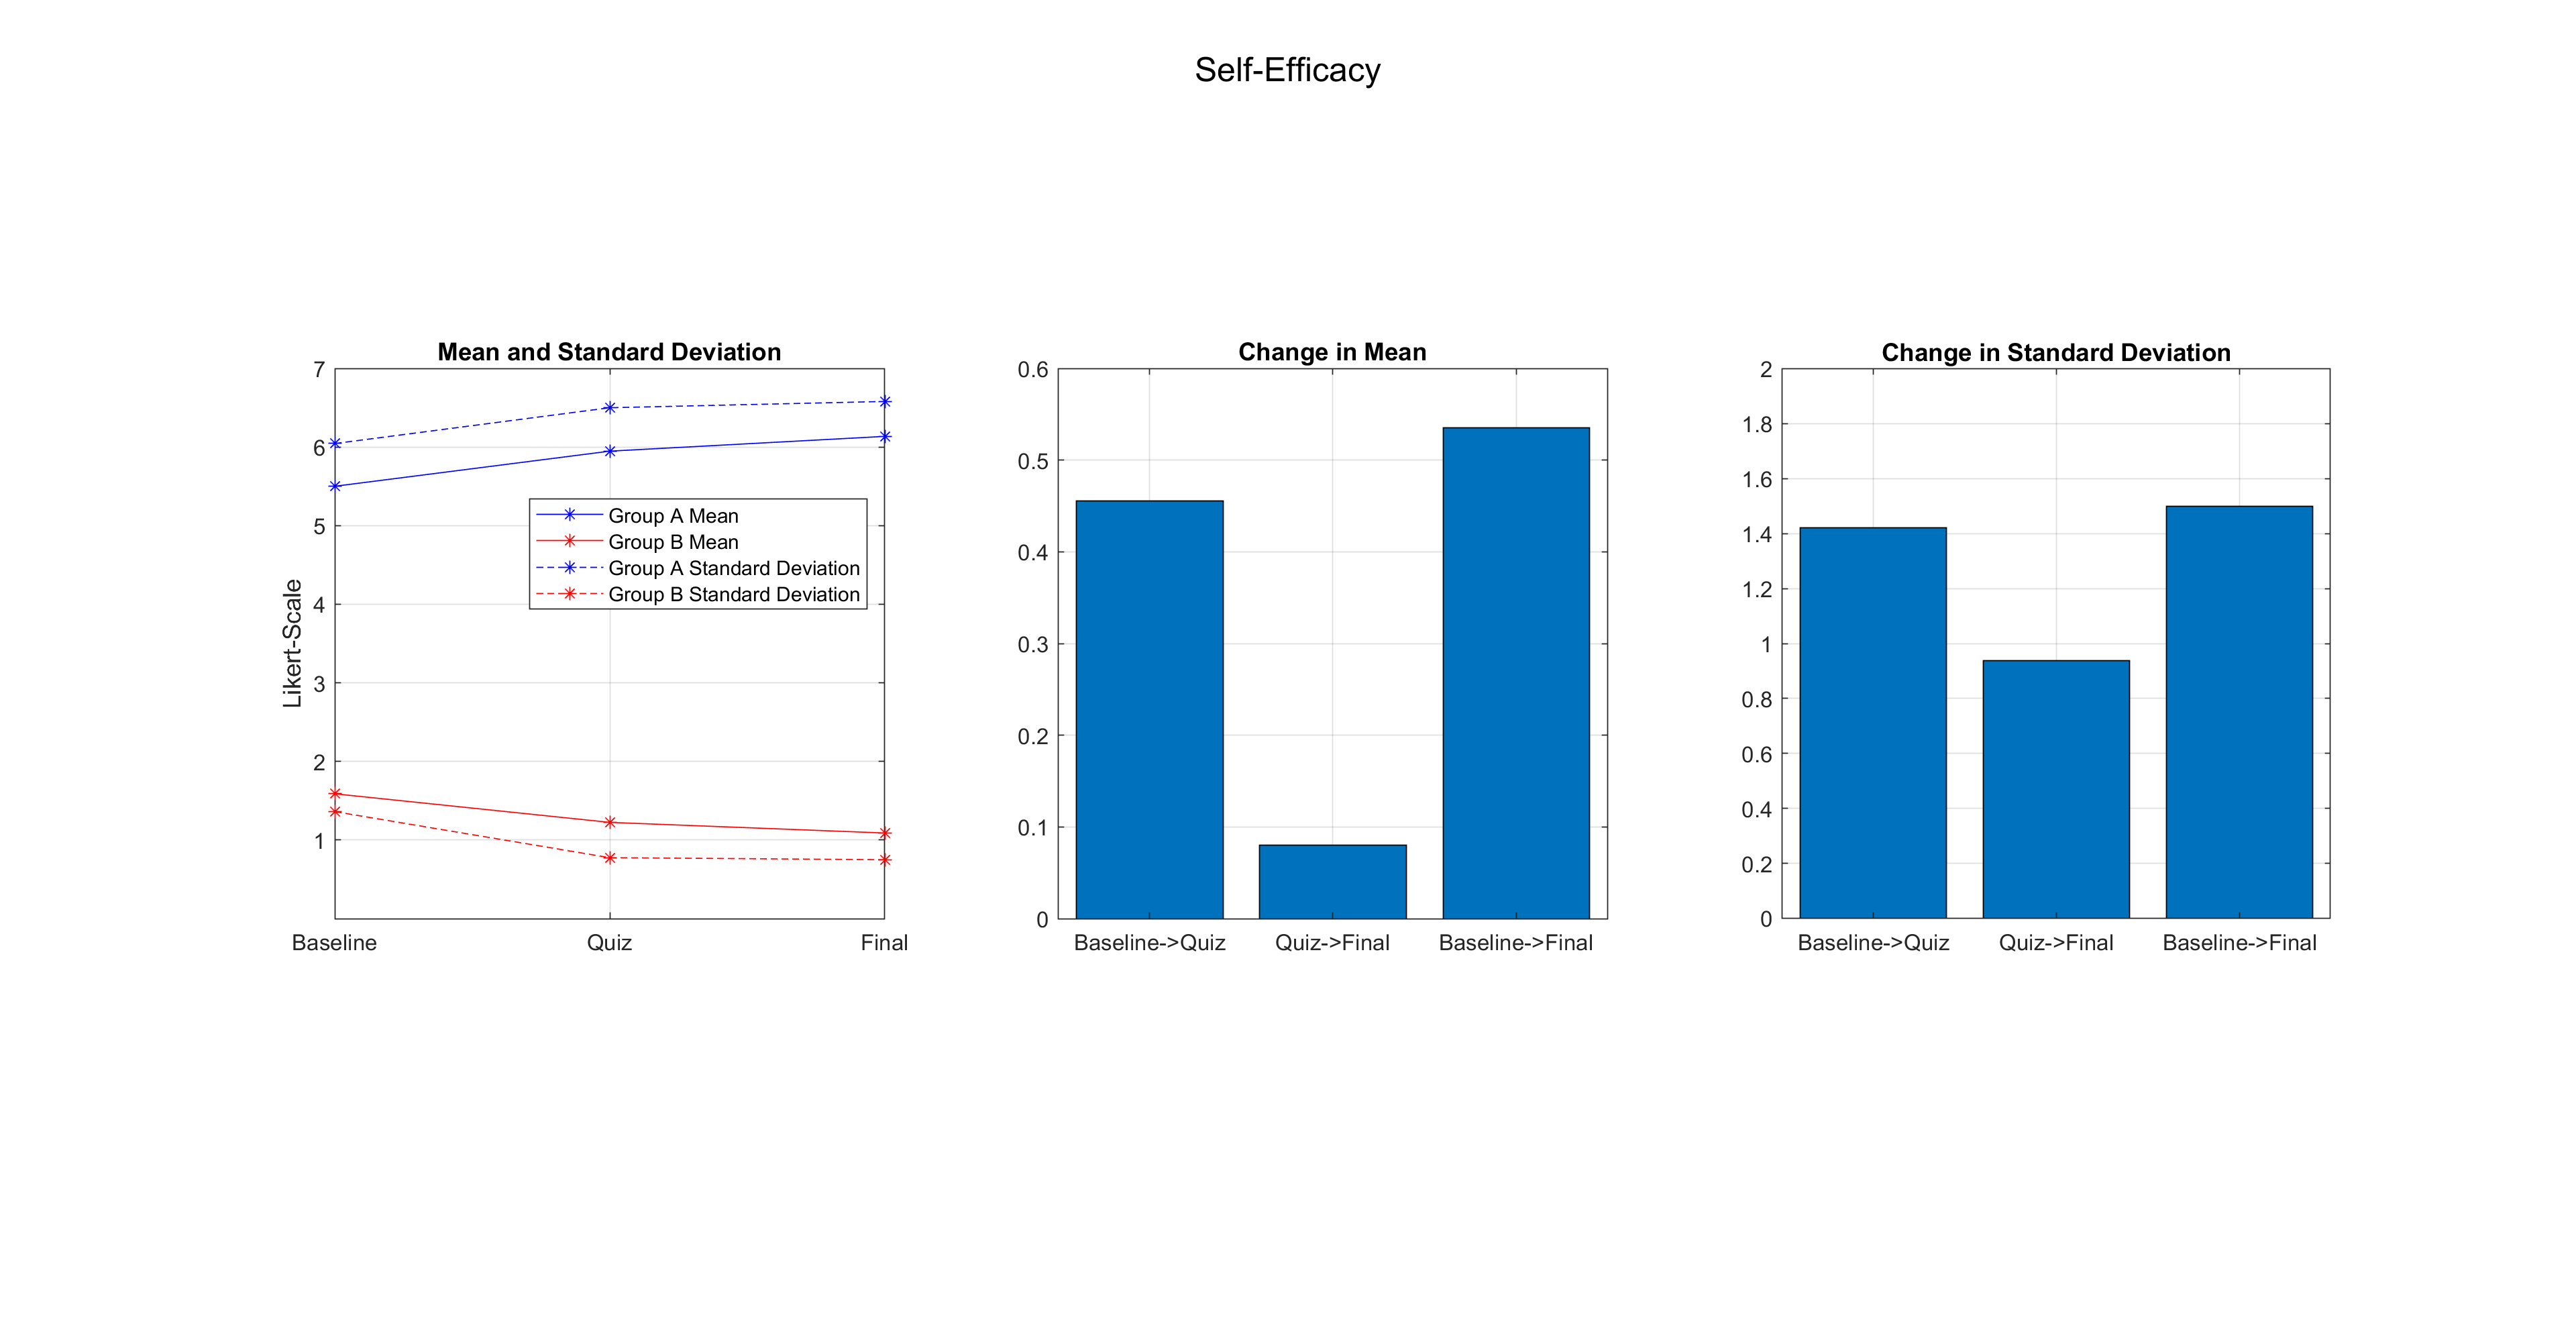 Self-Efficacy
Mean and Standard Deviation
7
6
5
4
3
2
1
Likert-Scale
Group A Mean
Group B Mean
Group A Standard Deviation
Group B Standard Deviation
Baseline
Quiz
Final
Change in Mean
0.6
0.5
0.4
0.3
0.2
0.1
0
Baseline->Quiz
Quiz->Final
Baseline->Final
Change in Standard Deviation
2
1.8
1.6
1.4
1.2
1
0.8
0.6
0.4
0.2
0
Baseline->Quiz
Quiz->Final
Baseline->Final